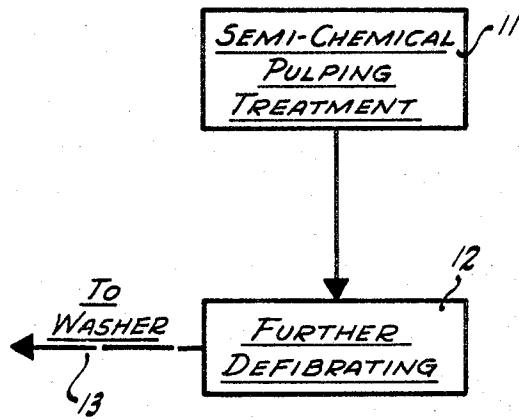 SEMI-CHEMICAL
PULPING
TREATMENT
11
12
TO
WASHER
13
FURTHER
DEFIBRATING